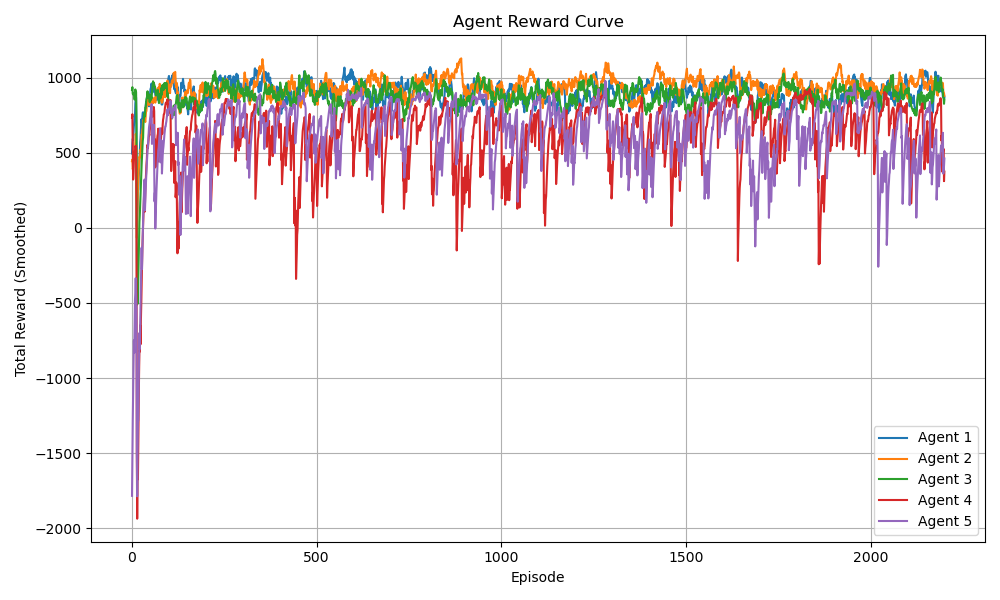 Agent Reward Curve
Total Reward (Smoothed)
1000
500
0
−500
−1000
−1500
−2000
0 500 1000 1500 2000
Episode
Agent 1
Agent 2
Agent 3
Agent 4
Agent 5